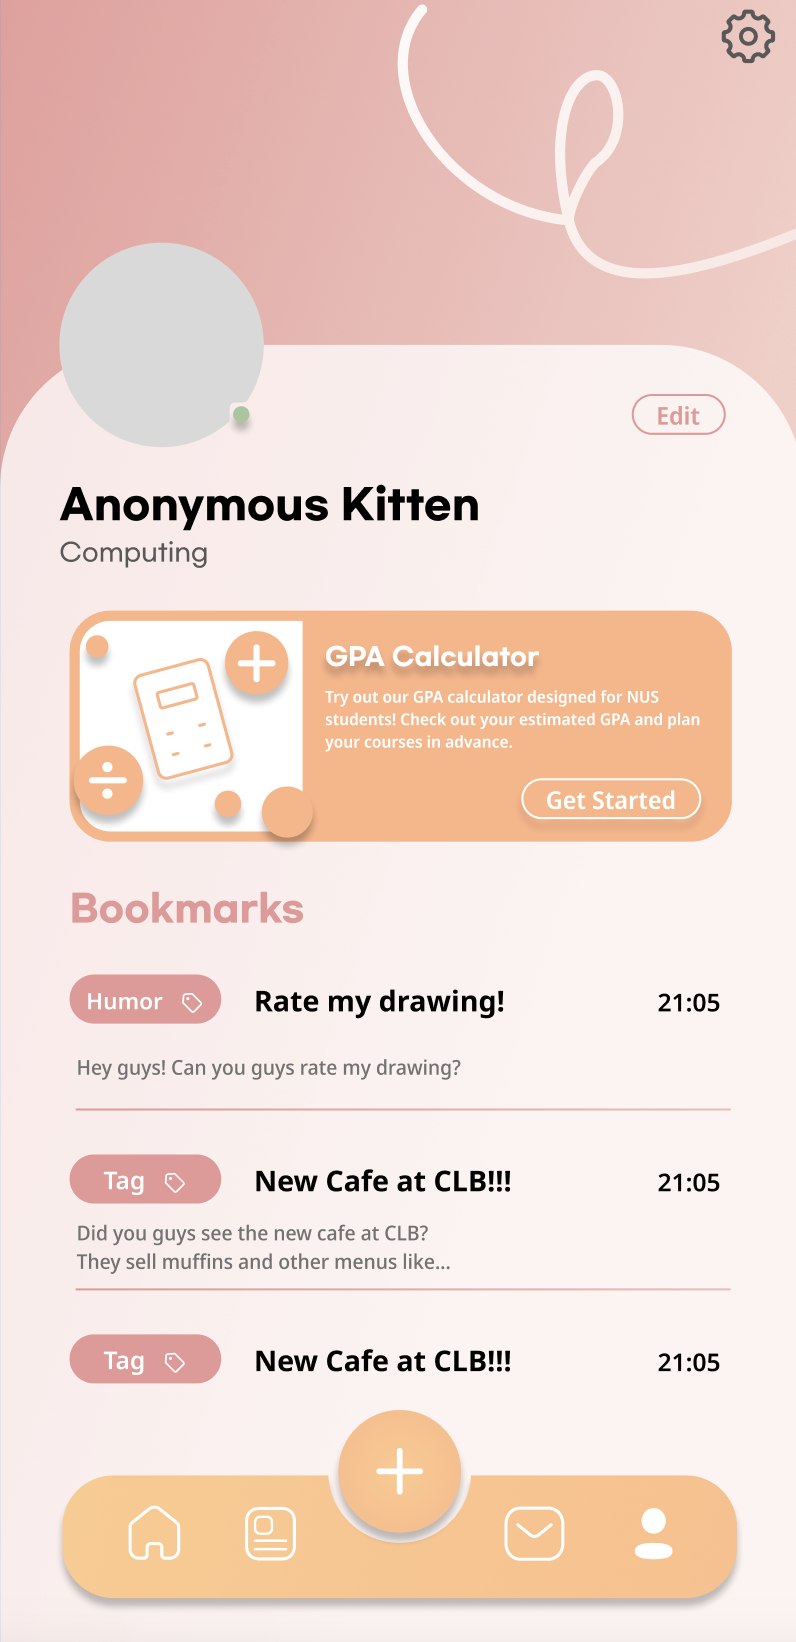 Edit
Anonymous Kitten
Computing
GPA Calculator
Try out our GPA calculator designed for NUS
students! Check out your estimated GPA and plan
your courses in advance.
Get Started
Bookmarks
Humor Rate my drawing! 21:05
Hey guys! Can you guys rate my drawing?
Tag New Cafe at CLB!!! 21:05
Did you guys see the new cafe at CLB?
They sell muffins and other menus like...
Tag New Cafe at CLB!!! 21:05